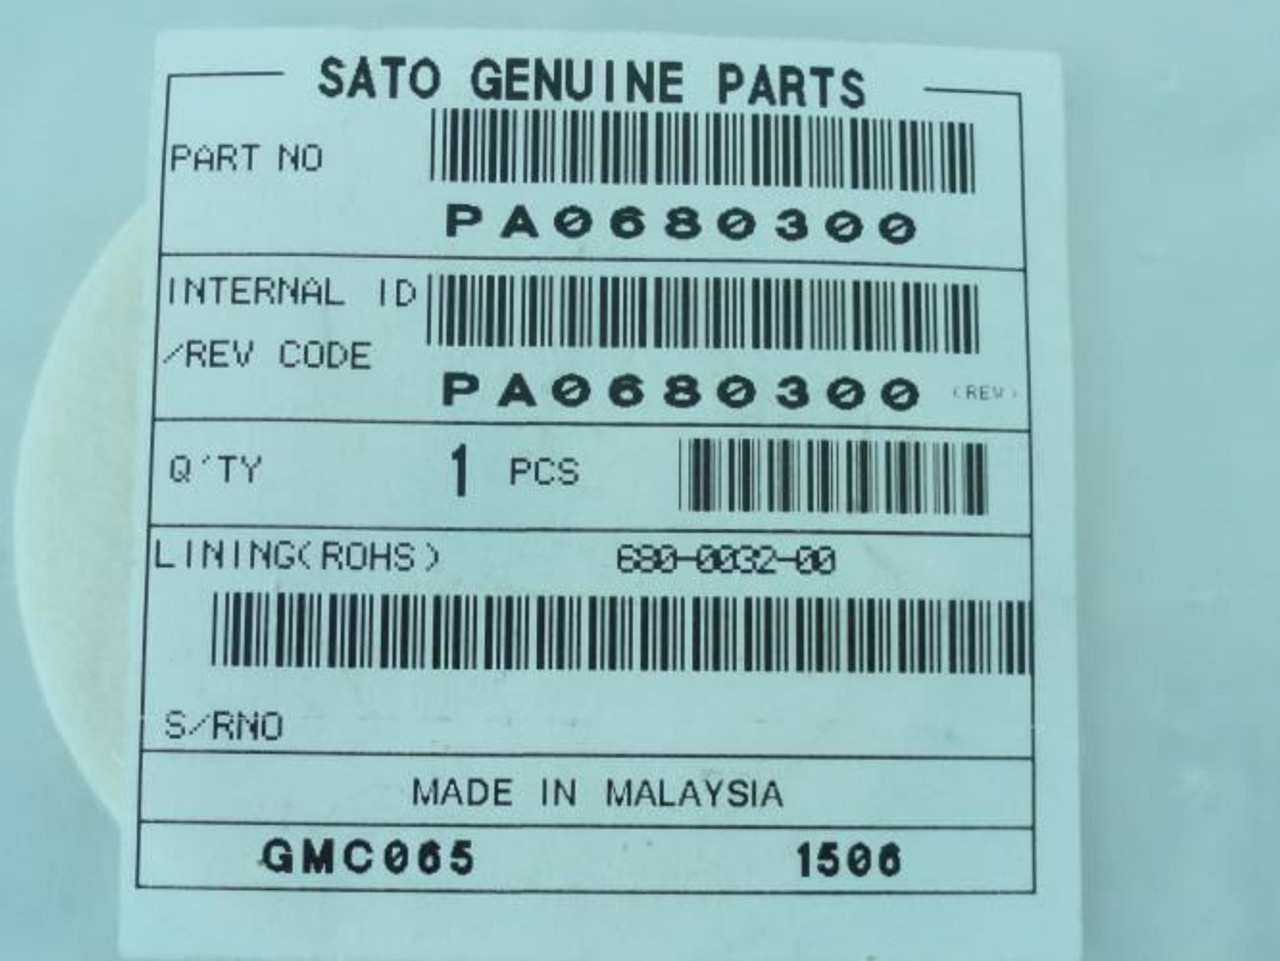 SATO GENUINE PARTS
PART NO
PA0680300
INTERNAL ID
/REV CODE
PA0680300 (REV)
Q'TY 1 PCS
LINING(ROHS) 680-0032-00
S/RNO
MADE IN MALAYSIA
GMC065 1506